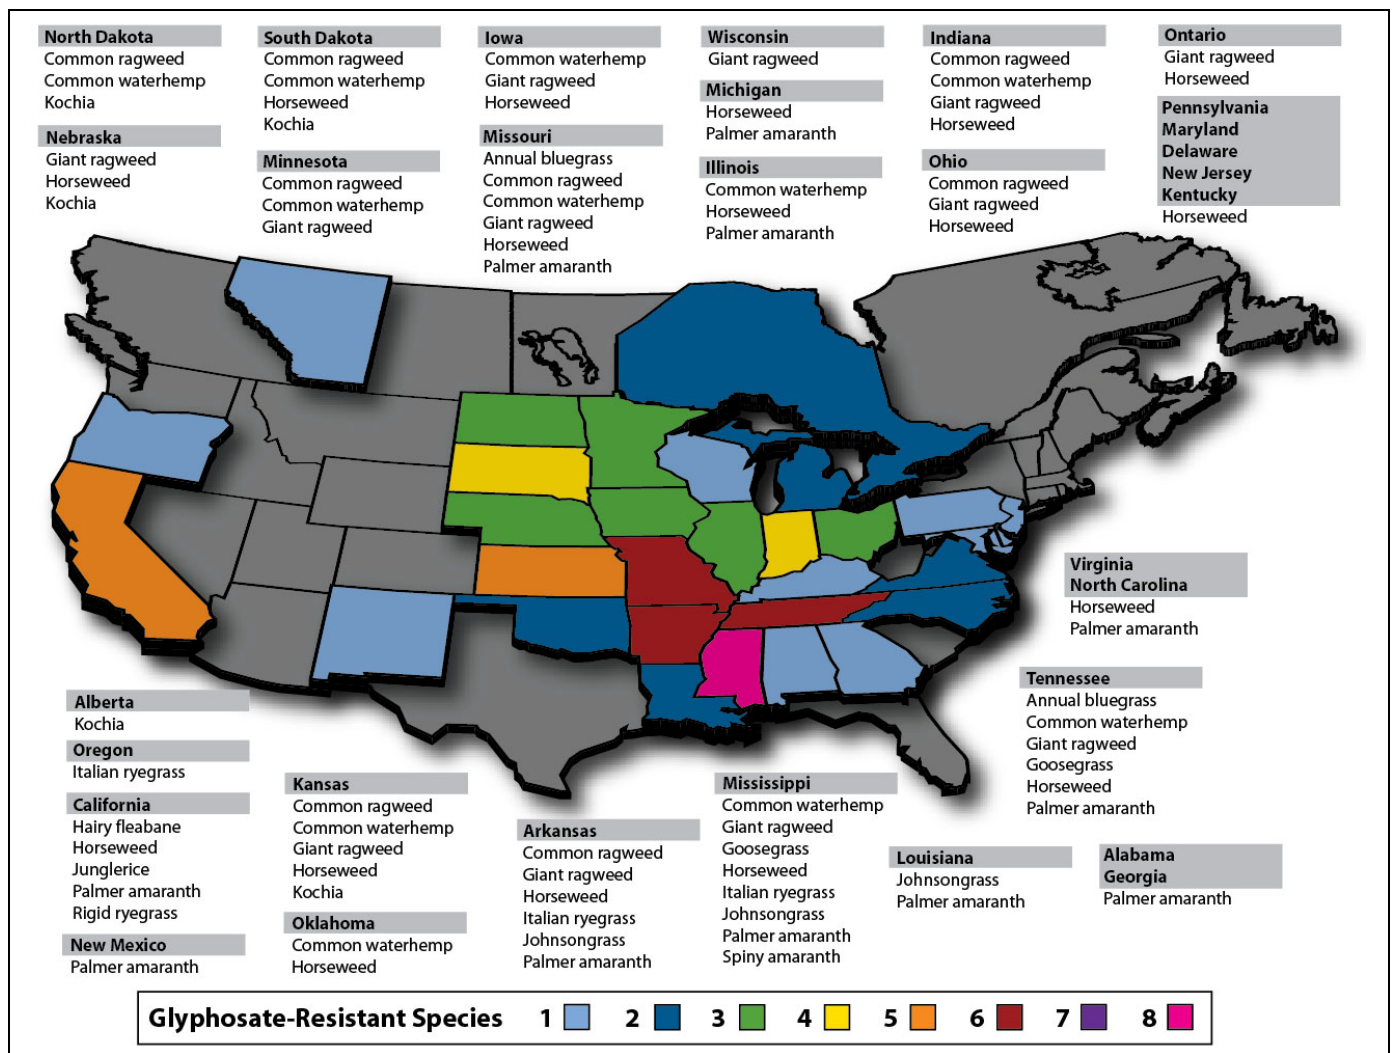 North Dakota
Common ragweed
Common waterhemp
Kochia
Nebraska
Giant ragweed
Horseweed
Kochia
South Dakota
Common ragweed
Common waterhemp
Horseweed
Kochia
Minnesota
Common ragweed
Common waterhemp
Giant ragweed
Iowa
Common waterhemp
Giant ragweed
Horseweed
Missouri
Annual bluegrass
Common ragweed
Common waterhemp
Giant ragweed
Horseweed
Palmer amaranth
Wisconsin
Giant ragweed
Michigan
Horseweed
Palmer amaranth
Illinois
Common waterhemp
Horseweed
Palmer amaranth
Indiana
Common ragweed
Common waterhemp
Giant ragweed
Horseweed
Ohio
Common ragweed
Giant ragweed
Horseweed
Ontario
Giant ragweed
Horseweed
Pennsylvania
Maryland
Delaware
New Jersey
Kentucky
Horseweed
Virginia
North Carolina
Horseweed
Palmer amaranth
Tennessee
Annual bluegrass
Common waterhemp
Giant ragweed
Goosegrass
Horseweed
Palmer amaranth
Alberta
Kochia
Oregon
Italian ryegrass
California
Hairy fleabane
Horseweed
Junglerice
Palmer amaranth
Rigid ryegrass
New Mexico
Palmer amaranth
Kansas
Common ragweed
Common waterhemp
Giant ragweed
Horseweed
Kochia
Oklahoma
Common waterhemp
Horseweed
Arkansas
Common ragweed
Giant ragweed
Horseweed
Italian ryegrass
Johnsongrass
Palmer amaranth
Mississippi
Common waterhemp
Giant ragweed
Goosegrass
Horseweed
Italian ryegrass
Johnsongrass
Palmer amaranth
Spiny amaranth
Louisiana
Johnsongrass
Palmer amaranth
Alabama
Georgia
Palmer amaranth
Glyphosate-Resistant Species 1 2 3 4 5 6 7 8